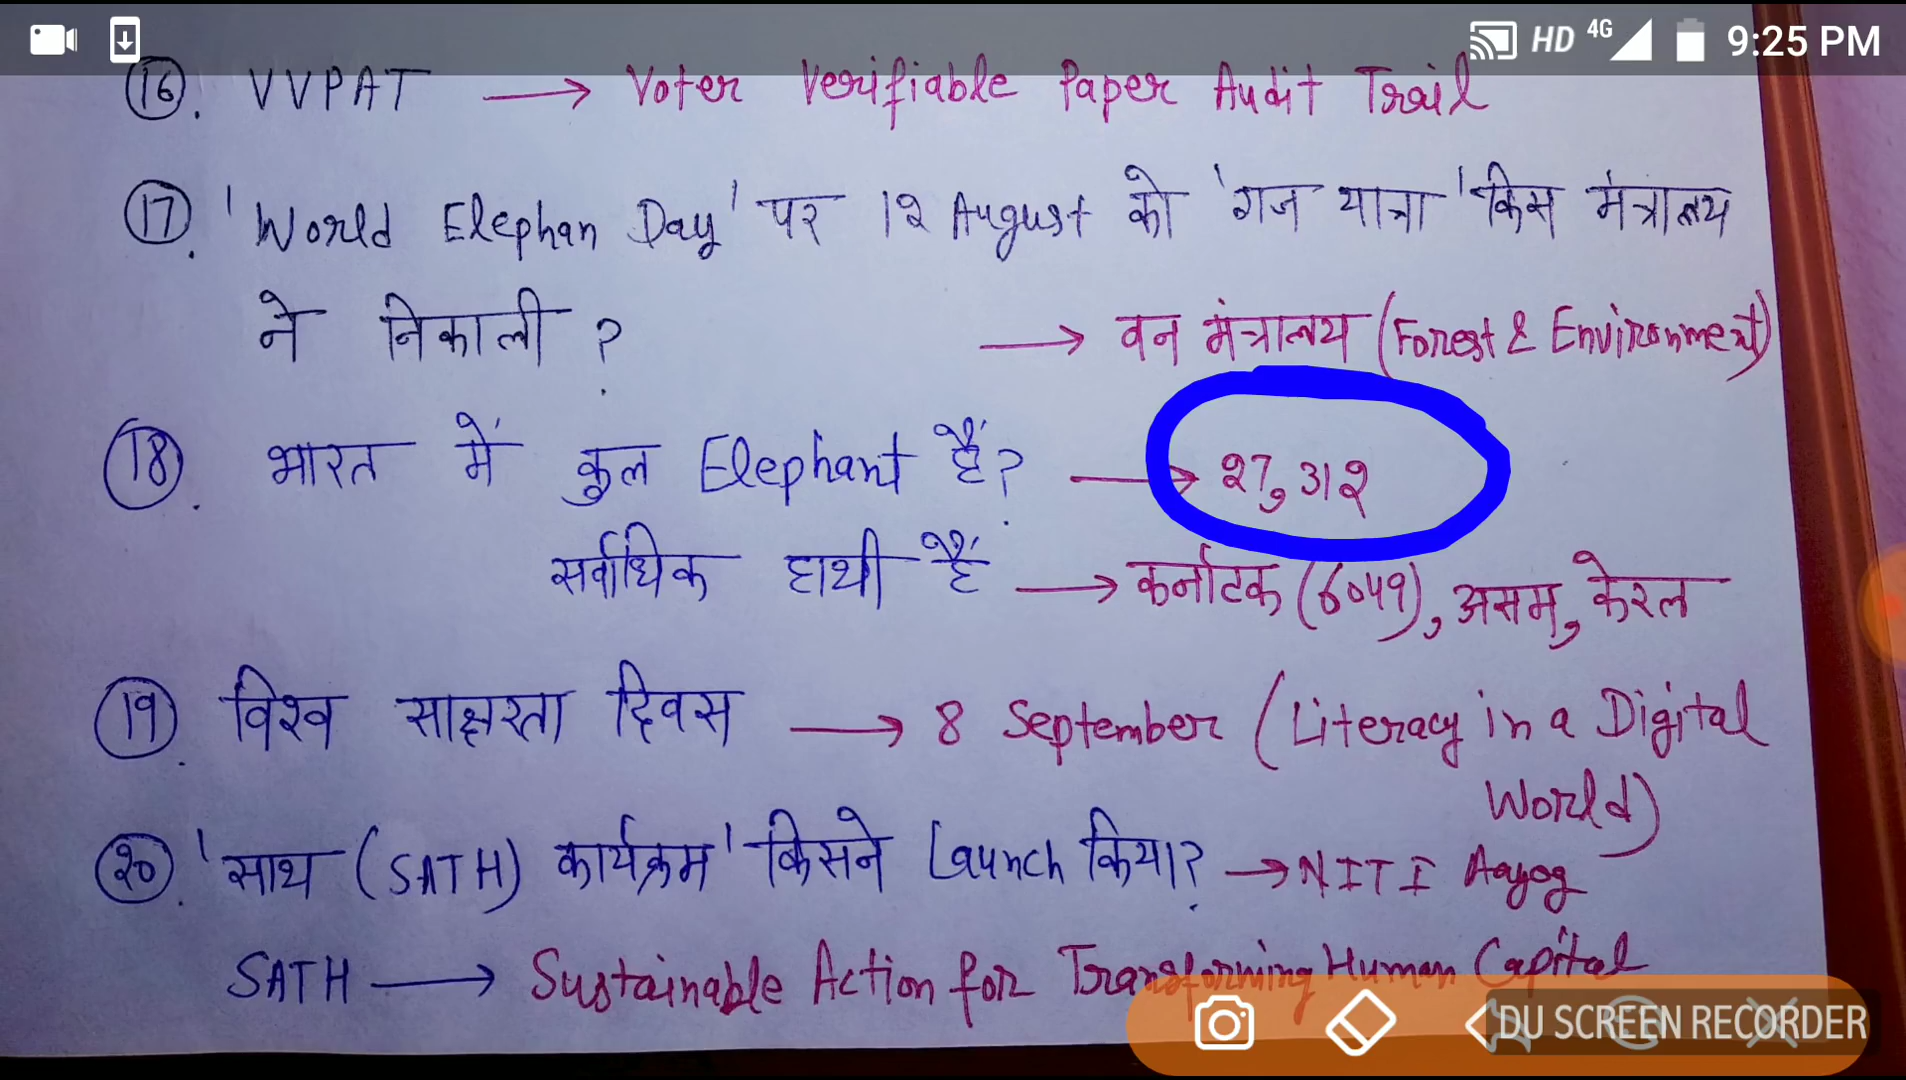 HD 4G 9:25 PM
16. VVPAT → Voter Verifiable Paper Audit Trail
17. 'World Elephan Day' पर 12 August को 'गज यात्रा' किस मंत्रालय
ने निकाली ? → वन मंत्रालय (Forest & Environment)
18. भारत में कुल Elephant हैं? → 27,312
सर्वाधिक हाथी हैं → कर्नाटक (6049), असम, केरल
19. विश्व साक्षरता दिवस → 8 September (Literacy in a Digital
World)
20. 'साथ (SATH) कार्यक्रम' किसने Launch किया? → NITI Aayog
SATH → Sustainable Action for Transforming Human Capital
DU SCREEN RECORDER